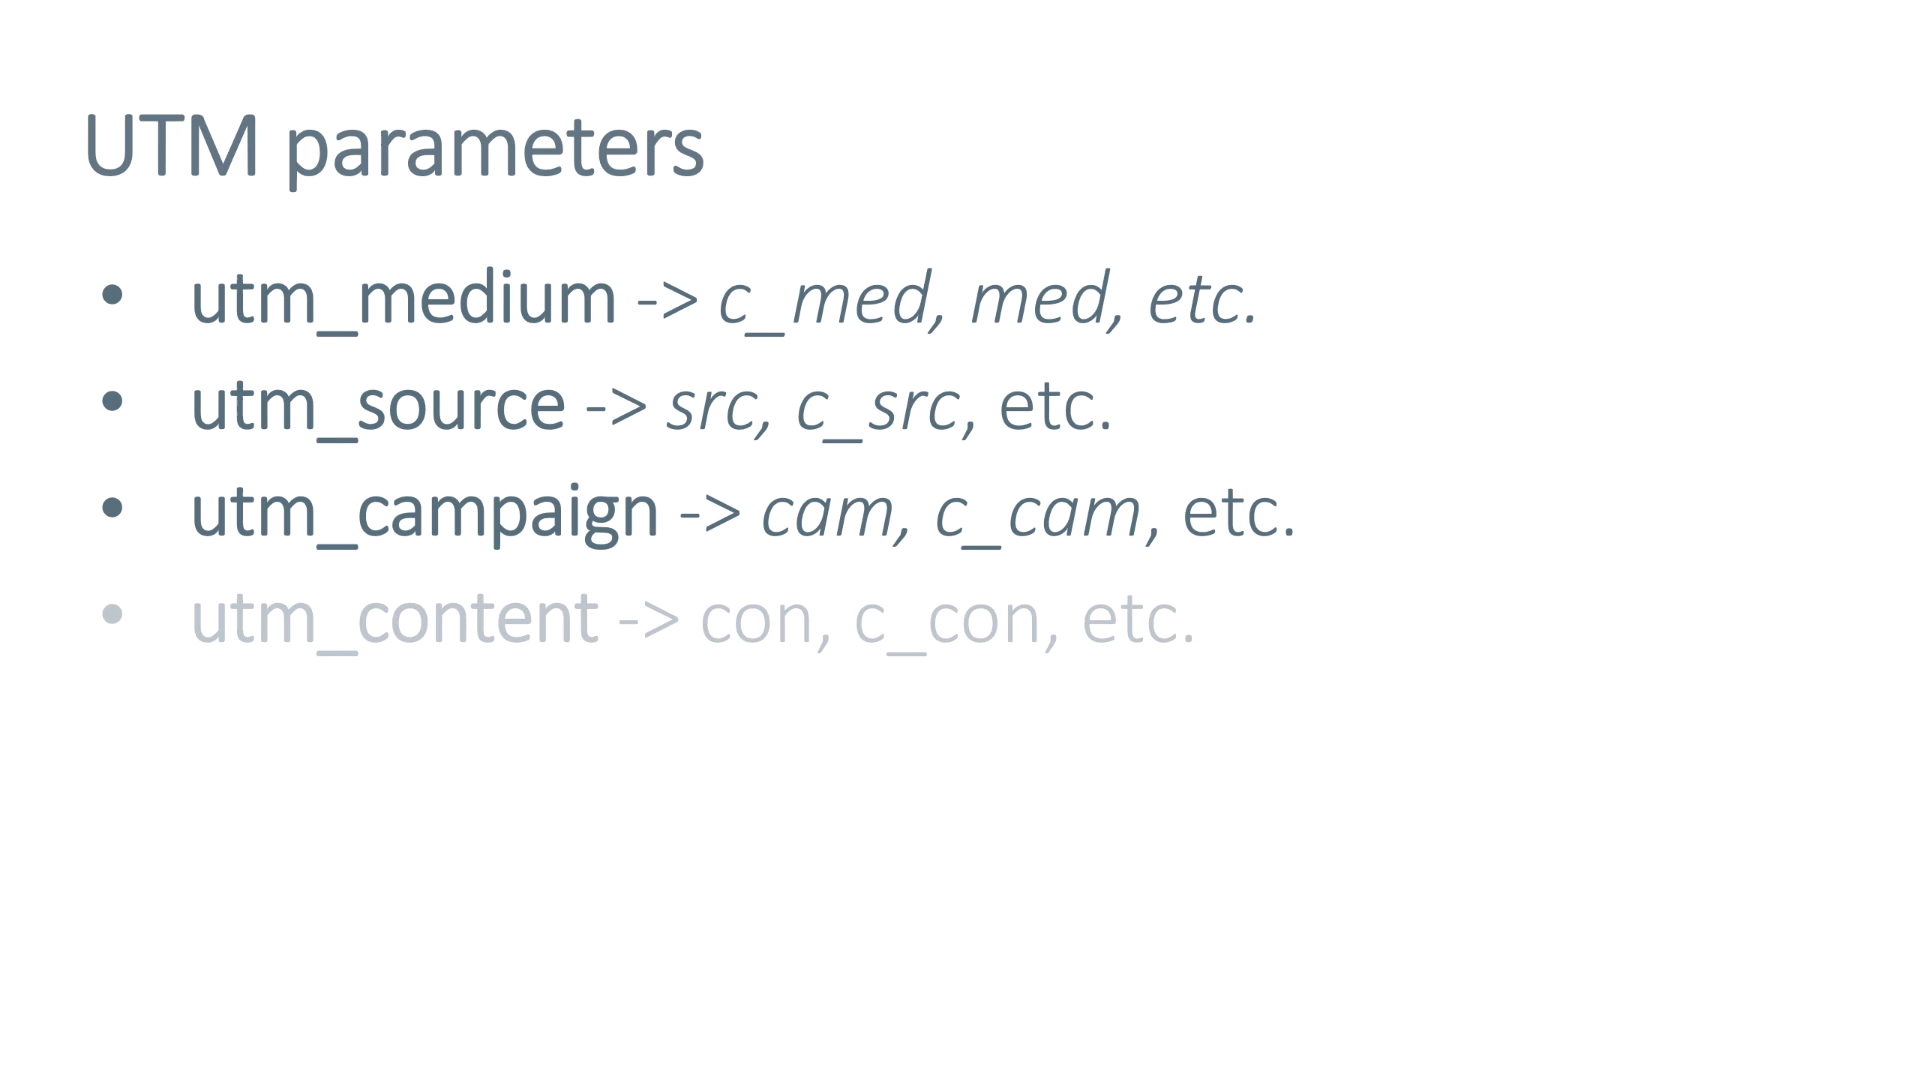 UTM parameters
• utm_medium -> c_med, med, etc.
• utm_source -> src, c_src, etc.
• utm_campaign -> cam, c_cam, etc.
• utm_content -> con, c_con, etc.